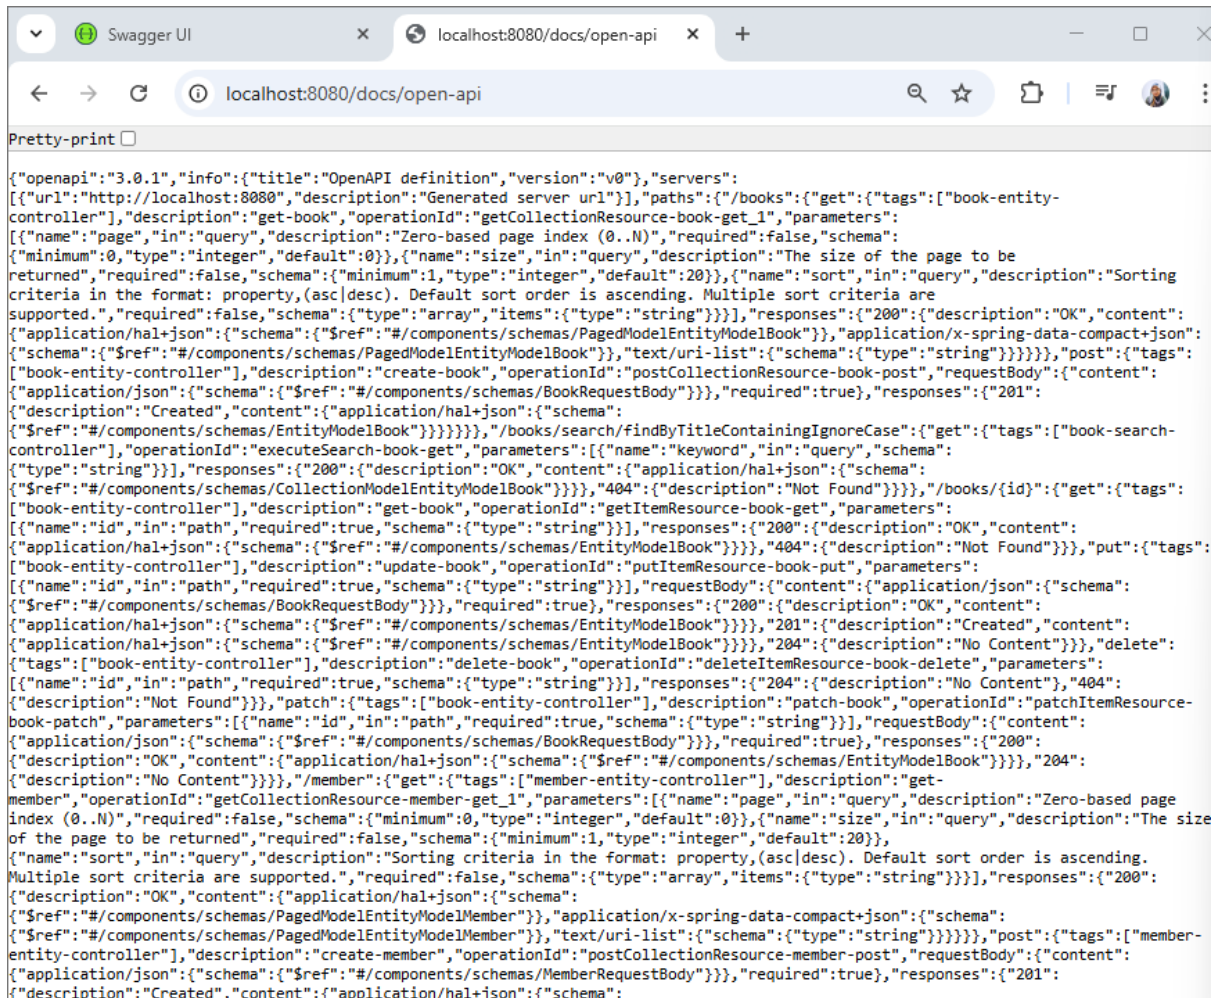 Swagger UI
localhost:8080/docs/open-api
localhost:8080/docs/open-api
Pretty-print
{"openapi":"3.0.1","info":{"title":"OpenAPI definition","version":"v0"},"servers":
[{"url":"http://localhost:8080","description":"Generated server url"}],"paths":{"/books":{"get":{"tags":["book-entity-
controller"],"description":"get-book","operationId":"getCollectionResource-book-get_1","parameters":
[{"name":"page","in":"query","description":"Zero-based page index (0..N)","required":false,"schema":
{"minimum":0,"type":"integer","default":0}},{"name":"size","in":"query","description":"The size of the page to be
returned","required":false,"schema":{"minimum":1,"type":"integer","default":20}},{"name":"sort","in":"query","description":"Sorting
criteria in the format: property,(asc|desc). Default sort order is ascending. Multiple sort criteria are
supported.","required":false,"schema":{"type":"array","items":{"type":"string"}}}],"responses":{"200":{"description":"OK","content":
{"application/hal+json":{"schema":{"$ref":"#/components/schemas/PagedModelEntityModelBook"}},"application/x-spring-data-compact+json":
{"schema":{"$ref":"#/components/schemas/PagedModelEntityModelBook"}},"text/uri-list":{"schema":{"type":"string"}}}}}},"post":{"tags":
["book-entity-controller"],"description":"create-book","operationId":"postCollectionResource-book-post","requestBody":{"content":
{"application/json":{"schema":{"$ref":"#/components/schemas/BookRequestBody"}}},"required":true},"responses":{"201":
{"description":"Created","content":{"application/hal+json":{"schema":
{"$ref":"#/components/schemas/EntityModelBook"}}}}}}},"/books/search/findByTitleContainingIgnoreCase":{"get":{"tags":["book-search-
controller"],"operationId":"executeSearch-book-get","parameters":[{"name":"keyword","in":"query","schema":
{"type":"string"}}],"responses":{"200":{"description":"OK","content":{"application/hal+json":{"schema":
{"$ref":"#/components/schemas/CollectionModelEntityModelBook"}}}},"404":{"description":"Not Found"}}}},"/books/{id}":{"get":{"tags":
["book-entity-controller"],"description":"get-book","operationId":"getItemResource-book-get","parameters":
[{"name":"id","in":"path","required":true,"schema":{"type":"string"}}],"responses":{"200":{"description":"OK","content":
{"application/hal+json":{"schema":{"$ref":"#/components/schemas/EntityModelBook"}}}},"404":{"description":"Not Found"}}},"put":{"tags":
["book-entity-controller"],"description":"update-book","operationId":"putItemResource-book-put","parameters":
[{"name":"id","in":"path","required":true,"schema":{"type":"string"}}],"requestBody":{"content":{"application/json":{"schema":
{"$ref":"#/components/schemas/BookRequestBody"}}},"required":true},"responses":{"200":{"description":"OK","content":
{"application/hal+json":{"schema":{"$ref":"#/components/schemas/EntityModelBook"}}}},"201":{"description":"Created","content":
{"application/hal+json":{"schema":{"$ref":"#/components/schemas/EntityModelBook"}}}},"204":{"description":"No Content"}}},"delete":
{"tags":["book-entity-controller"],"description":"delete-book","operationId":"deleteItemResource-book-delete","parameters":
[{"name":"id","in":"path","required":true,"schema":{"type":"string"}}],"responses":{"204":{"description":"No Content"},"404":
{"description":"Not Found"}}},"patch":{"tags":["book-entity-controller"],"description":"patch-book","operationId":"patchItemResource-
book-patch","parameters":[{"name":"id","in":"path","required":true,"schema":{"type":"string"}}],"requestBody":{"content":
{"application/json":{"schema":{"$ref":"#/components/schemas/BookRequestBody"}}},"required":true},"responses":{"200":
{"description":"OK","content":{"application/hal+json":{"schema":{"$ref":"#/components/schemas/EntityModelBook"}}}},"204":
{"description":"No Content"}}}},"/member":{"get":{"tags":["member-entity-controller"],"description":"get-
member","operationId":"getCollectionResource-member-get_1","parameters":[{"name":"page","in":"query","description":"Zero-based page
index (0..N)","required":false,"schema":{"minimum":0,"type":"integer","default":0}},{"name":"size","in":"query","description":"The size
of the page to be returned","required":false,"schema":{"minimum":1,"type":"integer","default":20}},
{"name":"sort","in":"query","description":"Sorting criteria in the format: property,(asc|desc). Default sort order is ascending.
Multiple sort criteria are supported.","required":false,"schema":{"type":"array","items":{"type":"string"}}}],"responses":{"200":
{"description":"OK","content":{"application/hal+json":{"schema":
{"$ref":"#/components/schemas/PagedModelEntityModelMember"}},"application/x-spring-data-compact+json":{"schema":
{"$ref":"#/components/schemas/PagedModelEntityModelMember"}},"text/uri-list":{"schema":{"type":"string"}}}}}},"post":{"tags":["member-
entity-controller"],"description":"create-member","operationId":"postCollectionResource-member-post","requestBody":{"content":
{"application/json":{"schema":{"$ref":"#/components/schemas/MemberRequestBody"}}},"required":true},"responses":{"201":
{"description":"Created","content":{"application/hal+json":{"schema":